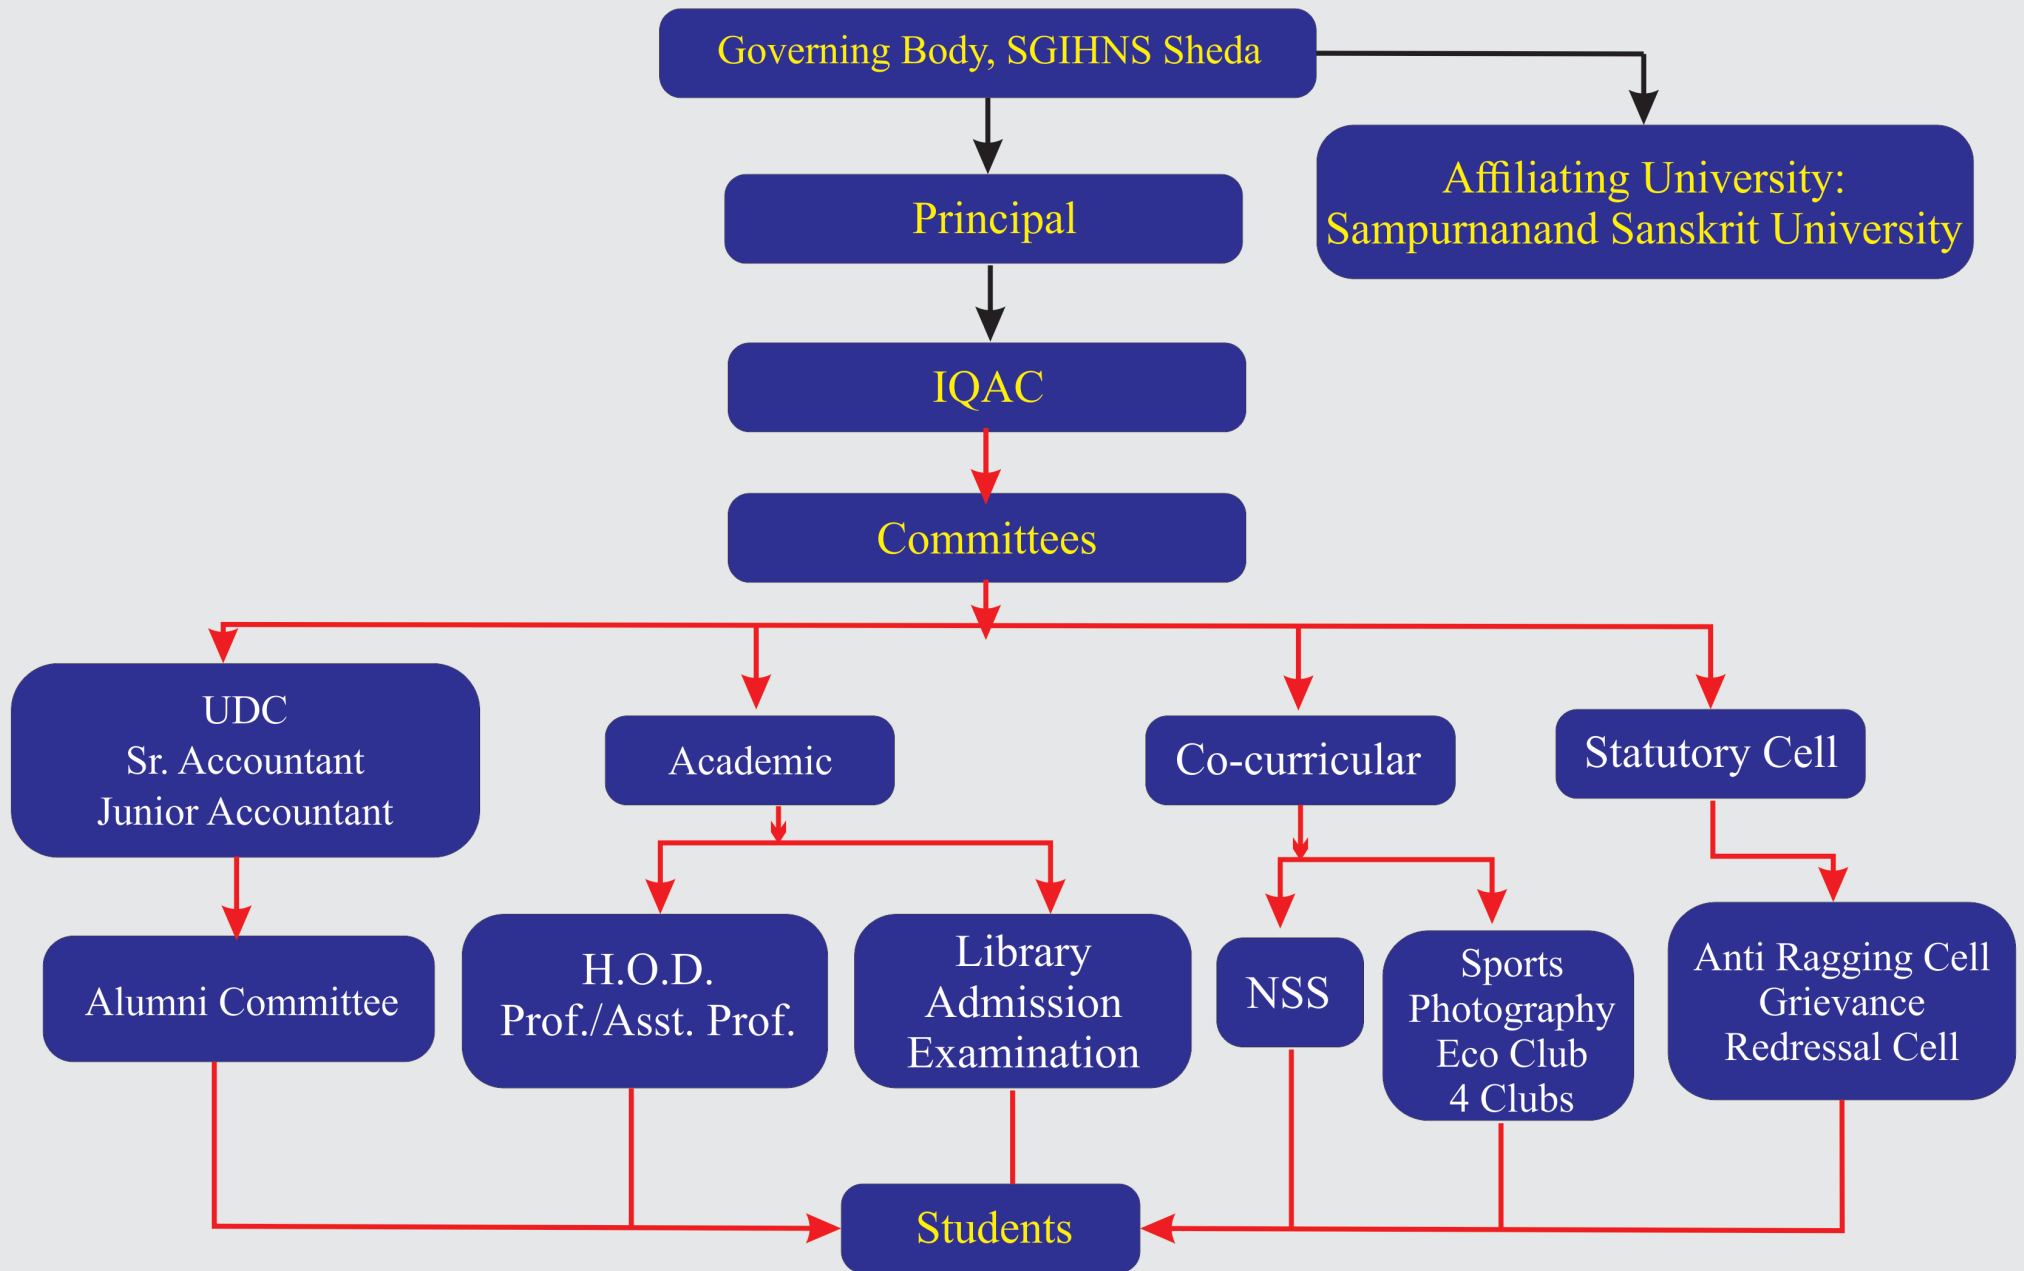 Governing Body, SGIHNS Sheda
Affiliating University:
Sampurnanand Sanskrit University
Principal
IQAC
Committees
UDC
Sr. Accountant
Junior Accountant
Academic
Co-curricular
Statutory Cell
Alumni Committee
H.O.D.
Prof./Asst. Prof.
Library
Admission
Examination
NSS
Sports
Photography
Eco Club
4 Clubs
Anti Ragging Cell
Grievance
Redressal Cell
Students